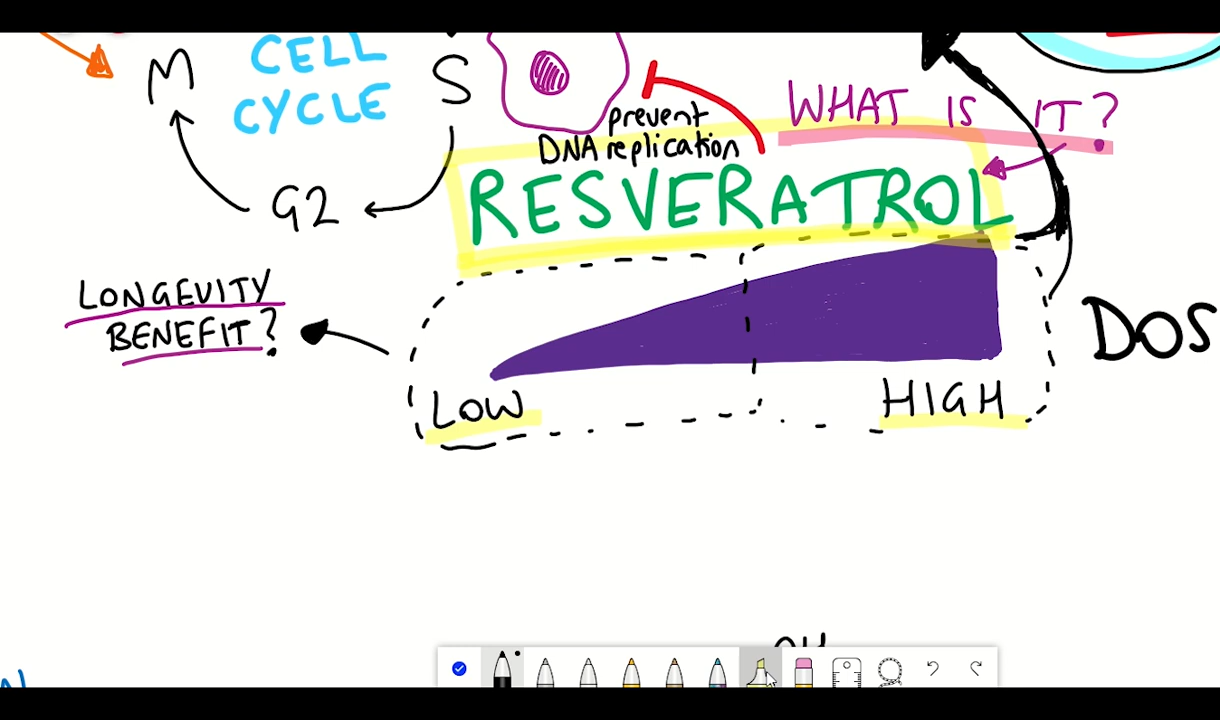 CELL
CYCLE
M
S
G2
prevent
DNA replication
WHAT IS IT?
RESVERATROL
LONGEVITY
BENEFIT?
LOW
HIGH
DOS